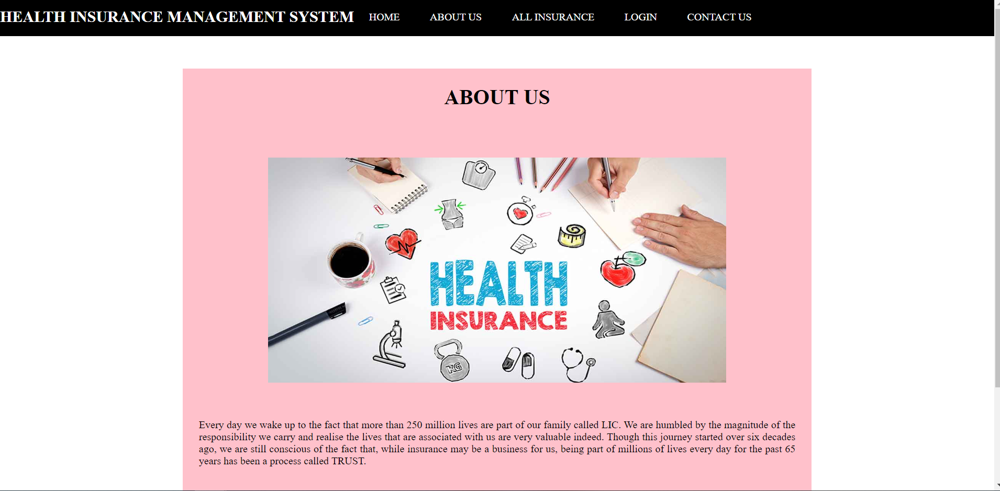 HEALTH INSURANCE MANAGEMENT SYSTEM HOME ABOUT US ALL INSURANCE LOGIN CONTACT US
ABOUT US
HEALTH
INSURANCE
KG
Every day we wake up to the fact that more than 250 million lives are part of our family called LIC. We are humbled by the magnitude of the
responsibility we carry and realise the lives that are associated with us are very valuable indeed. Though this journey started over six decades
ago, we are still conscious of the fact that, while insurance may be a business for us, being part of millions of lives every day for the past 65
years has been a process called TRUST.